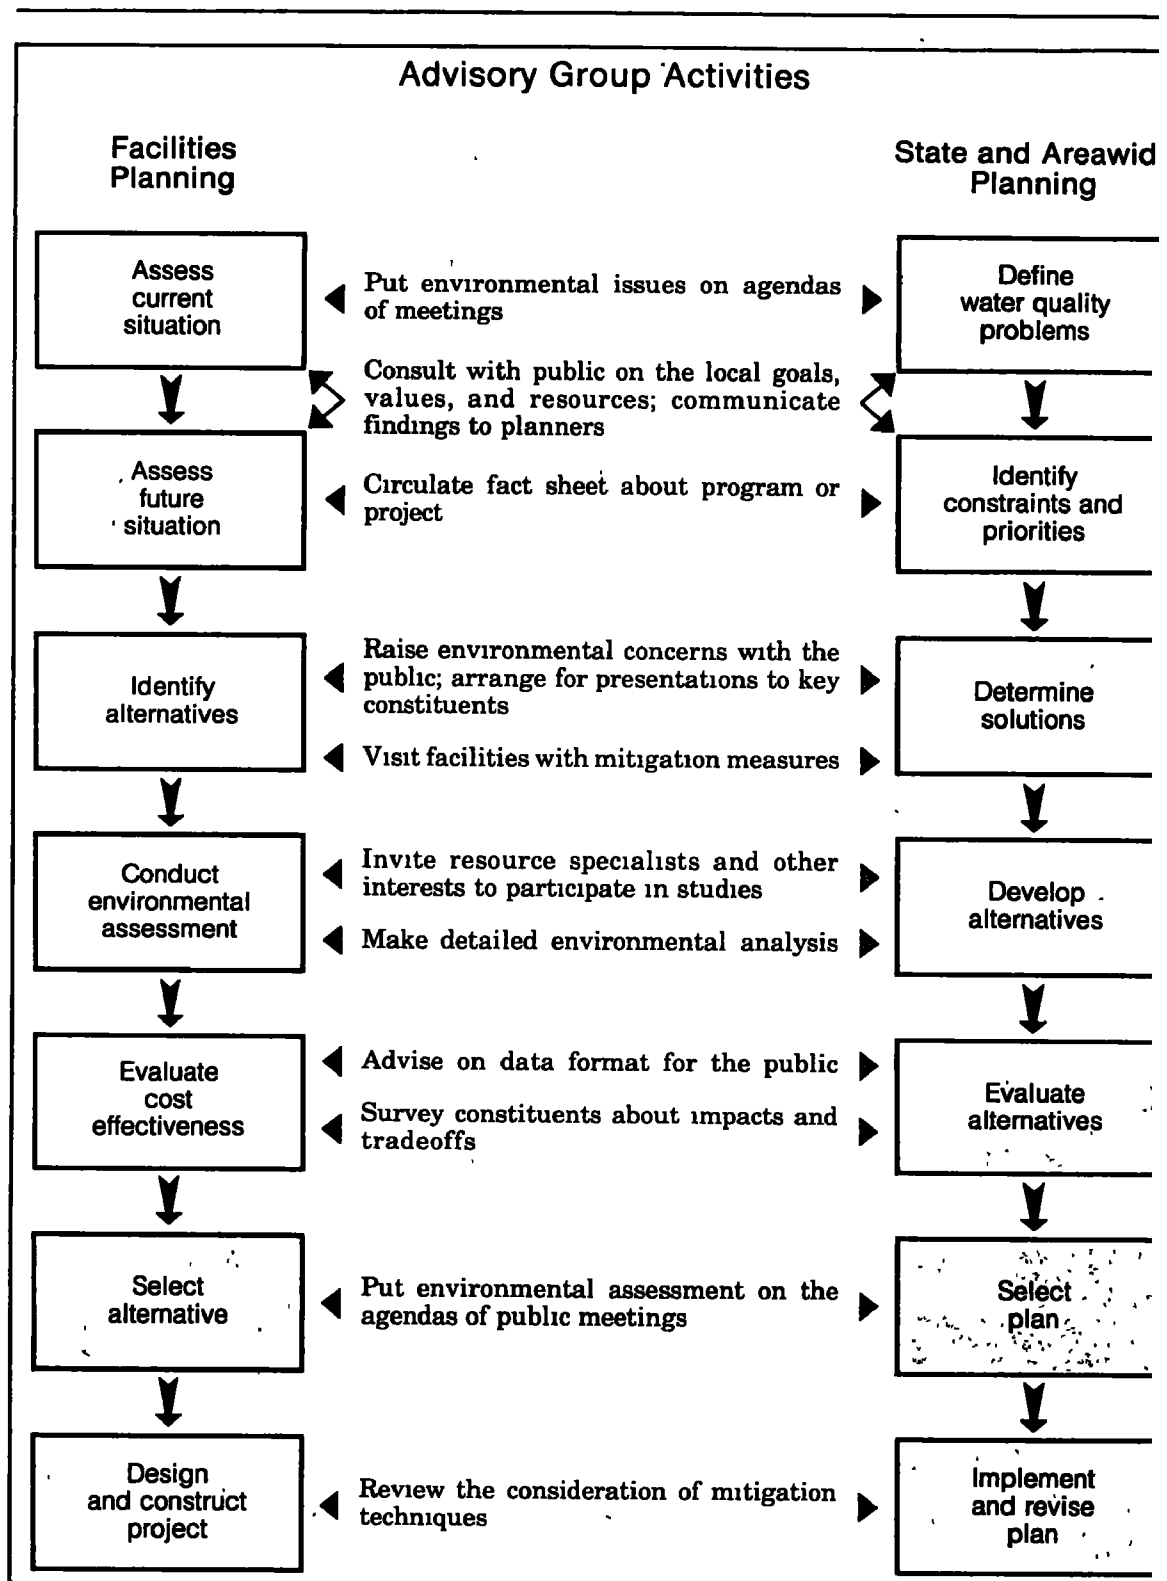 Advisory Group Activities
Facilities
Planning
State and Areawid
Planning
Assess
current
situation
Put environmental issues on agendas
of meetings
Define
water quality
problems
Consult with public on the local goals,
values, and resources; communicate
findings to planners
Assess
future
situation
Circulate fact sheet about program or
project
Identify
constraints and
priorities
Identify
alternatives
Raise environmental concerns with the
public; arrange for presentations to key
constituents
Visit facilities with mitigation measures
Determine
solutions
Conduct
environmental
assessment
Invite resource specialists and other
interests to participate in studies
Make detailed environmental analysis
Develop
alternatives
Evaluate
cost
effectiveness
Advise on data format for the public
Survey constituents about impacts and
tradeoffs
Evaluate
alternatives
Select
alternative
Put environmental assessment on the
agendas of public meetings
Select
plan
Design
and construct
project
Review the consideration of mitigation
techniques
Implement
and revise
plan